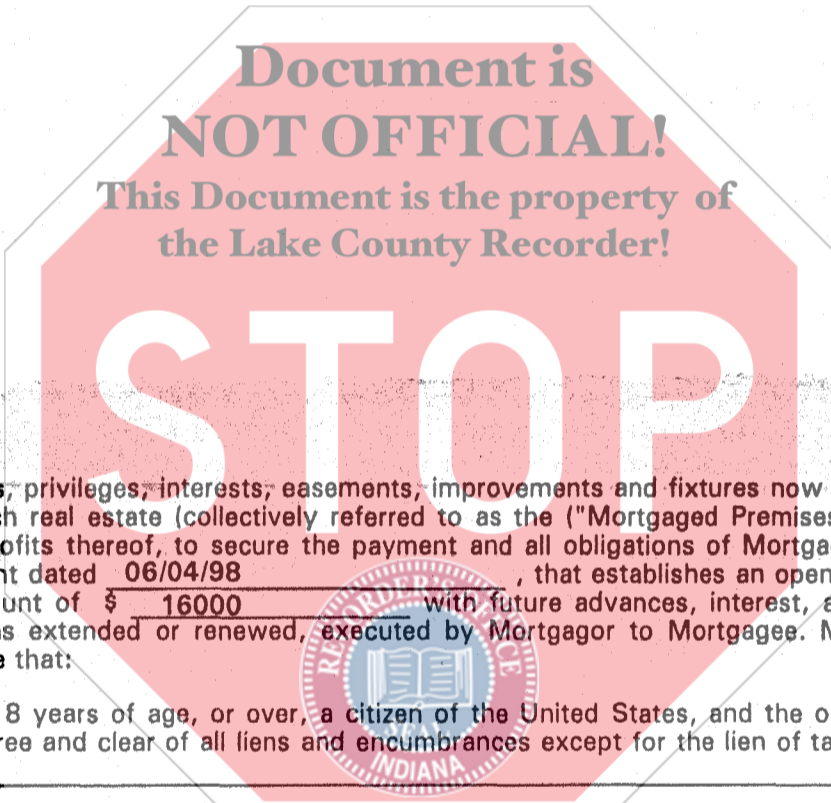 Document is
NOT OFFICIAL!
This Document is the property of
the Lake County Recorder!
STOP
s, privileges, interests, easements, improvements and fixtures now
h real estate (collectively referred to as the ("Mortgaged Premises
ofits thereof, to secure the payment and all obligations of Mortga
nt dated 06/04/98 , that establishes an open
unt of $ 16000 with future advances, interest, a
s extended or renewed, executed by Mortgagor to Mortgagee. M
e that:
8 years of age, or over, a citizen of the United States, and the o
ree and clear of all liens and encumbrances except for the lien of ta
RECORDER'S OFFICE
SEAL
INDIANA